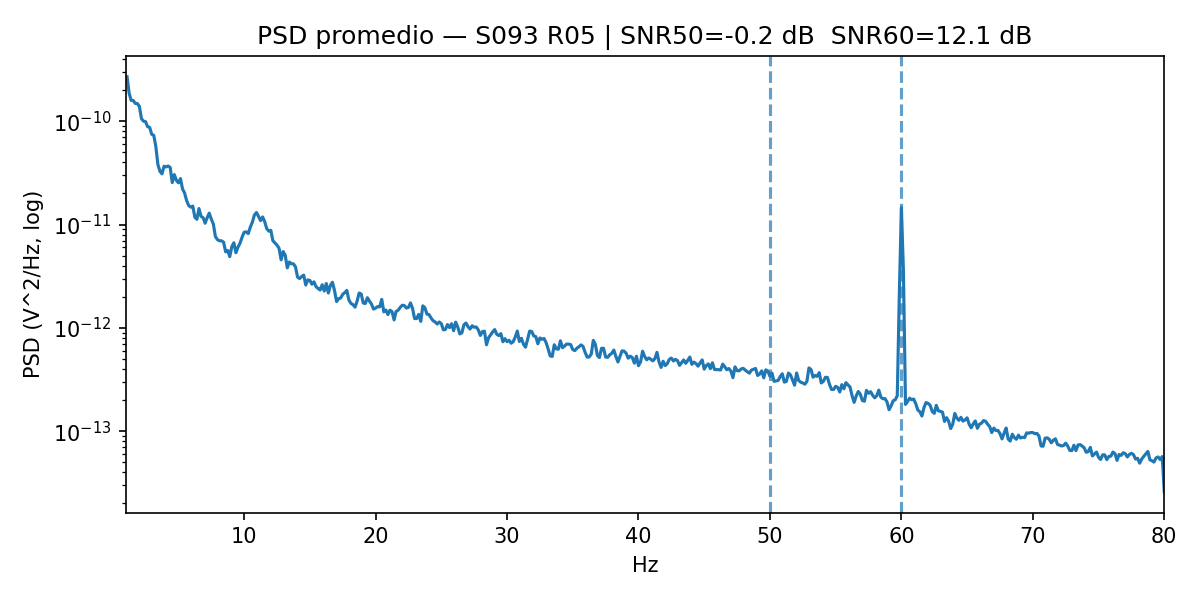 PSD promedio — S093 R05 | SNR50=-0.2 dB  SNR60=12.1 dB
PSD (V^2/Hz, log)
10⁻¹⁰
10⁻¹¹
10⁻¹²
10⁻¹³
10 20 30 40 50 60 70 80
Hz